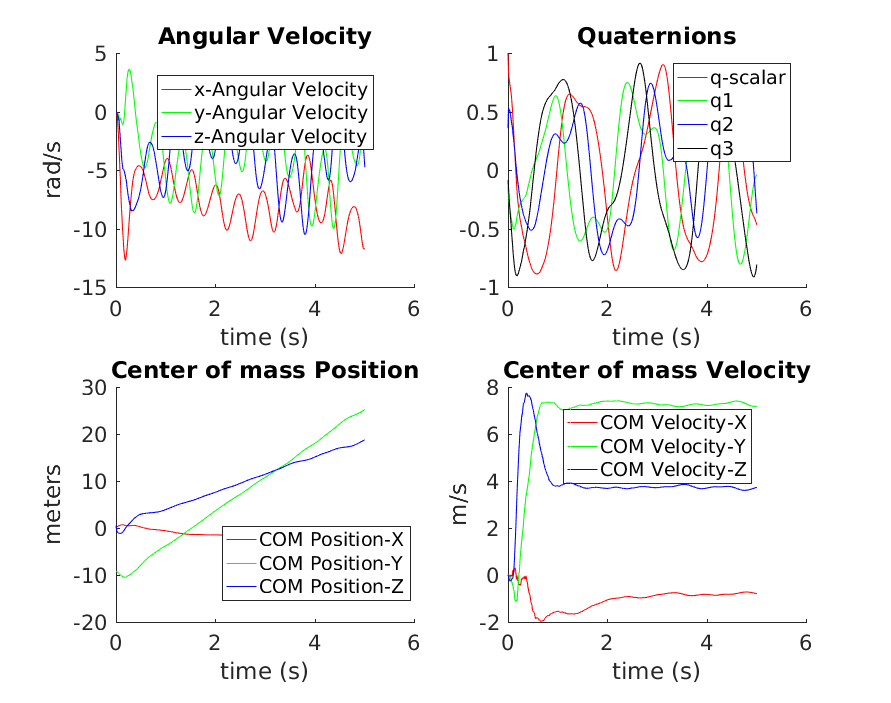 Angular Velocity
5
0
-5
-10
-15
rad/s
x-Angular Velocity
y-Angular Velocity
z-Angular Velocity
0
2
4
6
time (s)
Quaternions
1
0.5
0
-0.5
-1
q-scalar
q1
q2
q3
0
2
4
6
time (s)
Center of mass Position
30
20
10
0
-10
-20
meters
COM Position-X
COM Position-Y
COM Position-Z
0
2
4
6
time (s)
Center of mass Velocity
8
6
4
2
0
-2
m/s
COM Velocity-X
COM Velocity-Y
COM Velocity-Z
0
2
4
6
time (s)